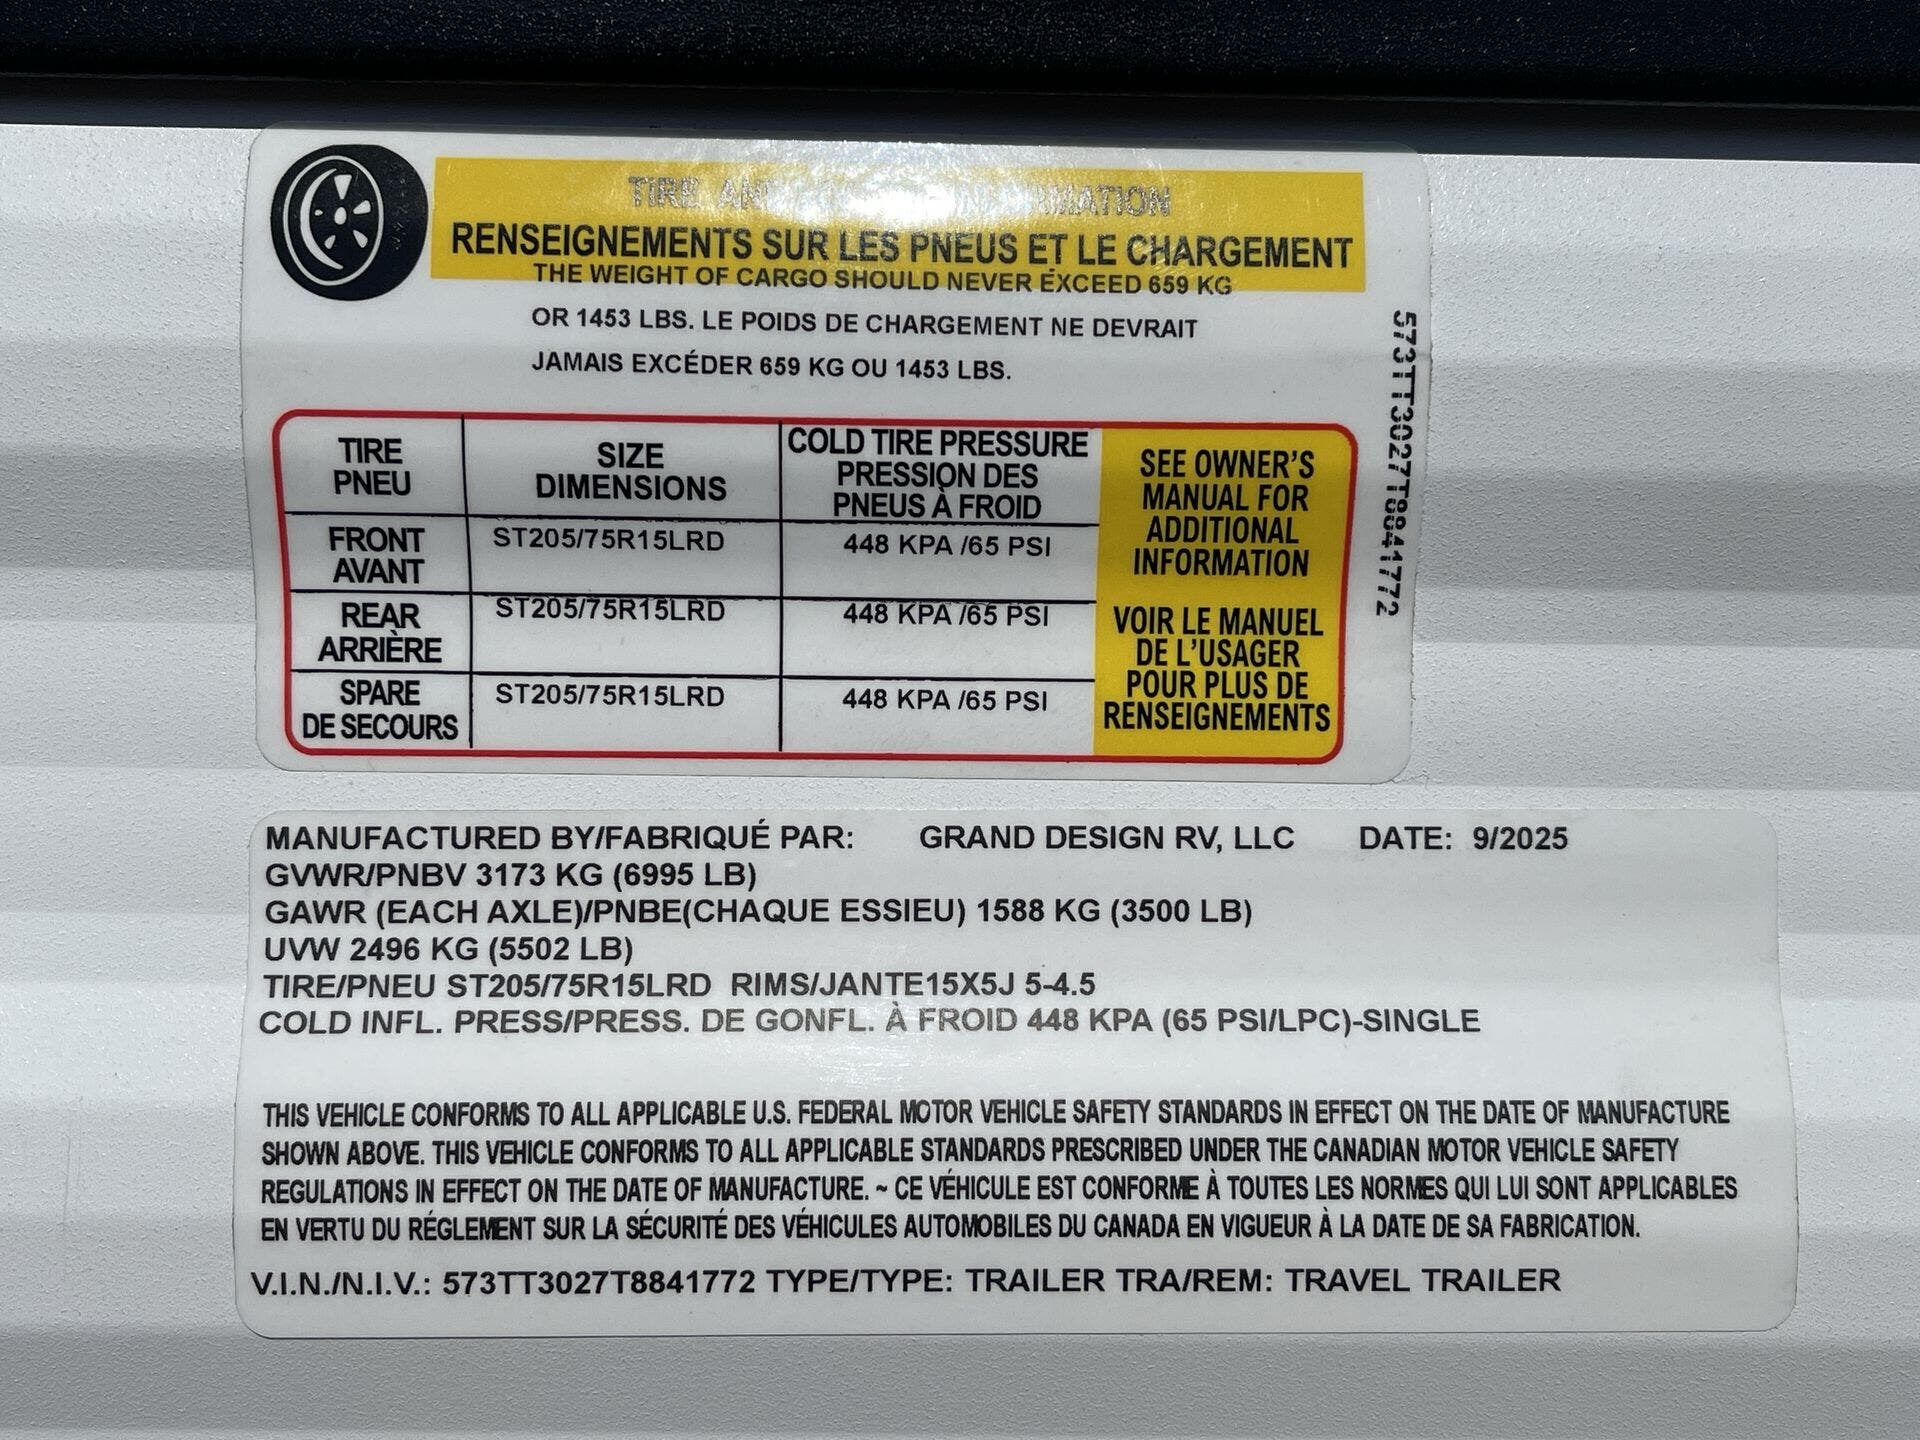 TIRE AND INFORMATION
RENSEIGNEMENTS SUR LES PNEUS ET LE CHARGEMENT
THE WEIGHT OF CARGO SHOULD NEVER EXCEED 659 KG
OR 1453 LBS. LE POIDS DE CHARGEMENT NE DEVRAIT
JAMAIS EXCÉDER 659 KG OU 1453 LBS.
573TT3027T8841772
TIRE
PNEU
SIZE
DIMENSIONS
COLD TIRE PRESSURE
PRESSION DES
PNEUS À FROID
FRONT
AVANT
ST205/75R15LRD
448 KPA /65 PSI
REAR
ARRIÈRE
ST205/75R15LRD
448 KPA /65 PSI
SPARE
DE SECOURS
ST205/75R15LRD
448 KPA /65 PSI
SEE OWNER'S
MANUAL FOR
ADDITIONAL
INFORMATION
VOIR LE MANUEL
DE L'USAGER
POUR PLUS DE
RENSEIGNEMENTS
MANUFACTURED BY/FABRIQUÉ PAR: GRAND DESIGN RV, LLC DATE: 9/2025
GVWR/PNBV 3173 KG (6995 LB)
GAWR (EACH AXLE)/PNBE(CHAQUE ESSIEU) 1588 KG (3500 LB)
UVW 2496 KG (5502 LB)
TIRE/PNEU ST205/75R15LRD RIMS/JANTE15X5J 5-4.5
COLD INFL. PRESS/PRESS. DE GONFL. À FROID 448 KPA (65 PSI/LPC)-SINGLE
THIS VEHICLE CONFORMS TO ALL APPLICABLE U.S. FEDERAL MOTOR VEHICLE SAFETY STANDARDS IN EFFECT ON THE DATE OF MANUFACTURE
SHOWN ABOVE. THIS VEHICLE CONFORMS TO ALL APPLICABLE STANDARDS PRESCRIBED UNDER THE CANADIAN MOTOR VEHICLE SAFETY
REGULATIONS IN EFFECT ON THE DATE OF MANUFACTURE. ~ CE VÉHICULE EST CONFORME À TOUTES LES NORMES QUI LUI SONT APPLICABLES
EN VERTU DU RÉGLEMENT SUR LA SÉCURITÉ DES VÉHICULES AUTOMOBILES DU CANADA EN VIGUEUR À LA DATE DE SA FABRICATION.
V.I.N./N.I.V.: 573TT3027T8841772 TYPE/TYPE: TRAILER TRA/REM: TRAVEL TRAILER